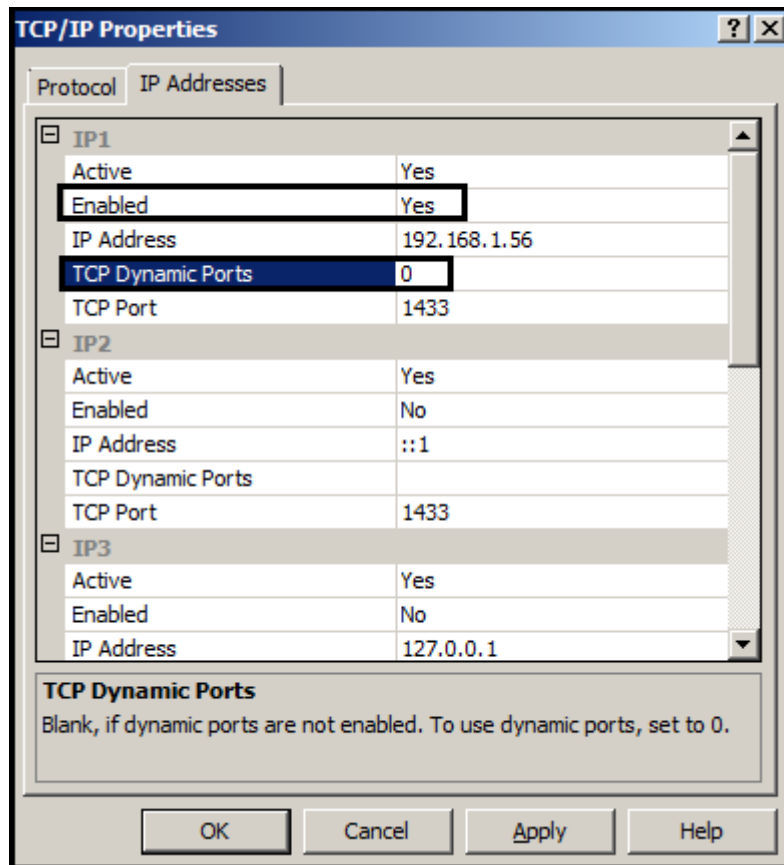 TCP/IP Properties
Protocol IP Addresses
IP1
Active Yes
Enabled Yes
IP Address 192.168.1.56
TCP Dynamic Ports 0
TCP Port 1433
IP2
Active Yes
Enabled No
IP Address ::1
TCP Dynamic Ports
TCP Port 1433
IP3
Active Yes
Enabled No
IP Address 127.0.0.1
TCP Dynamic Ports
Blank, if dynamic ports are not enabled. To use dynamic ports, set to 0.
OK Cancel Apply Help